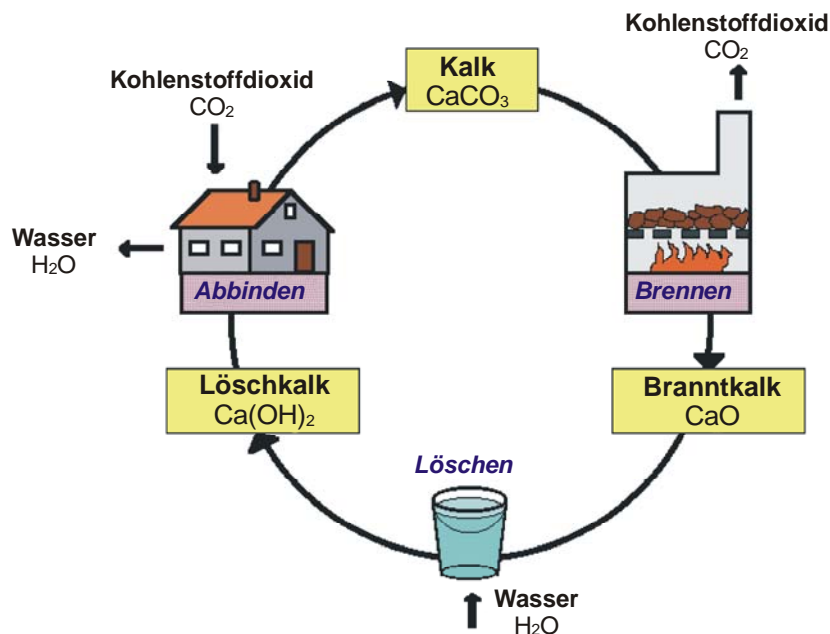 Kohlenstoffdioxid
CO₂
Kalk
CaCO₃
Kohlenstoffdioxid
CO₂
Wasser
H₂O
Abbinden
Brennen
Löschkalk
Ca(OH)₂
Branntkalk
CaO
Löschen
Wasser
H₂O